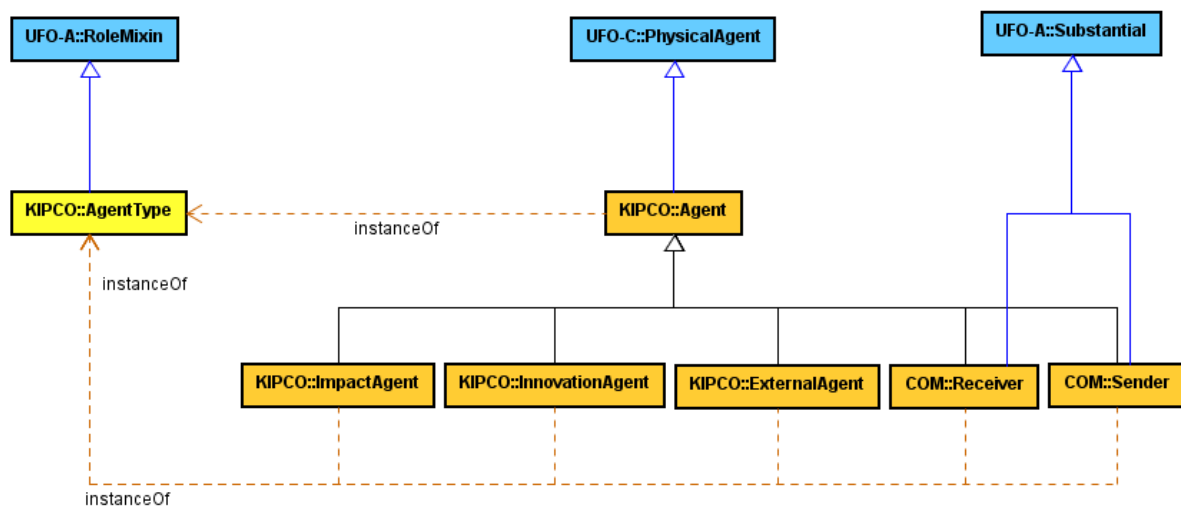 UFO-A::RoleMixin
UFO-C::PhysicalAgent
UFO-A::Substantial
KIPCO::AgentType
KIPCO::Agent
instanceOf
instanceOf
KIPCO::ImpactAgent
KIPCO::InnovationAgent
KIPCO::ExternalAgent
COM::Receiver
COM::Sender
instanceOf